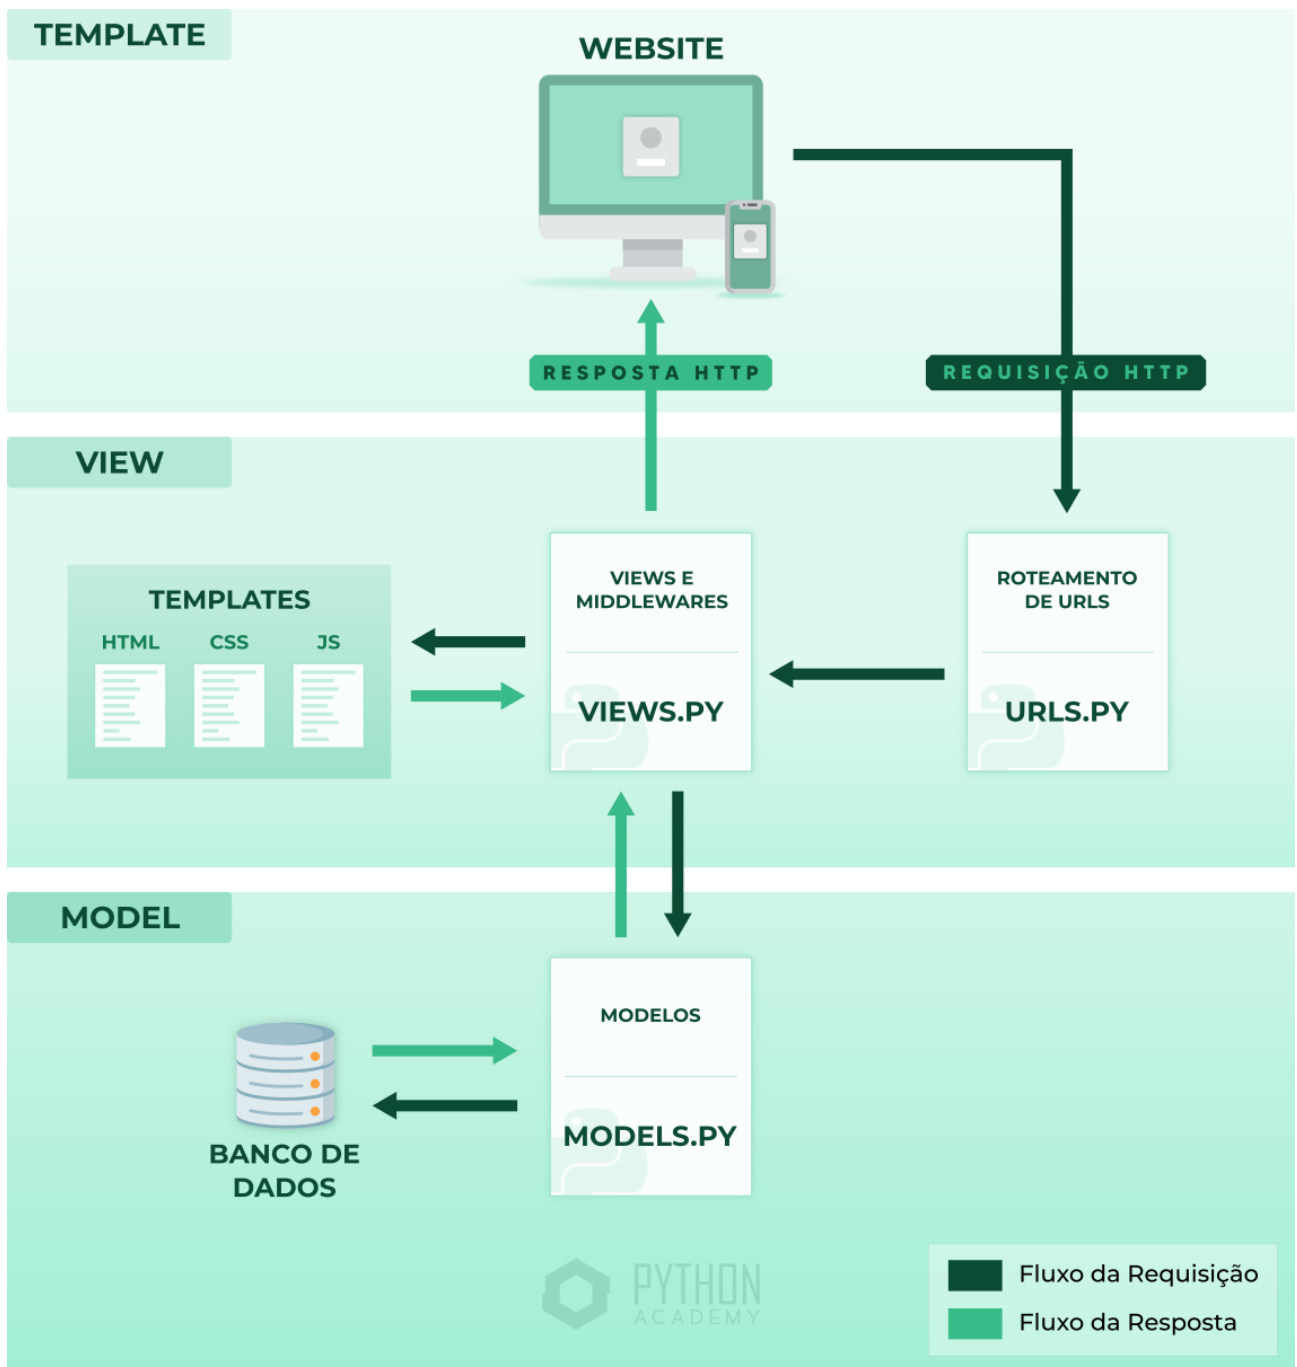 TEMPLATE
WEBSITE
RESPOSTA HTTP
REQUISIÇÃO HTTP
VIEW
TEMPLATES
HTML
CSS
JS
VIEWS E
MIDDLEWARES
VIEWS.PY
ROTEAMENTO
DE URLS
URLS.PY
MODEL
BANCO DE
DADOS
MODELOS
MODELS.PY
PYTHON
ACADEMY
Fluxo da Requisição
Fluxo da Resposta